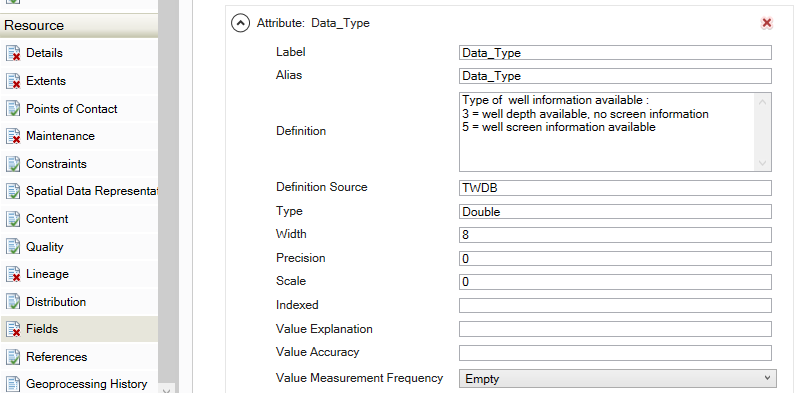 Resource
Details
Extents
Points of Contact
Maintenance
Constraints
Spatial Data Representat
Content
Quality
Lineage
Distribution
Fields
References
Geoprocessing History
Attribute: Data_Type
Label Data_Type
Alias Data_Type
Definition
Type of well information available :
3 = well depth available, no screen information
5 = well screen information available
Definition Source TWDB
Type Double
Width 8
Precision 0
Scale 0
Indexed
Value Explanation
Value Accuracy
Value Measurement Frequency Empty